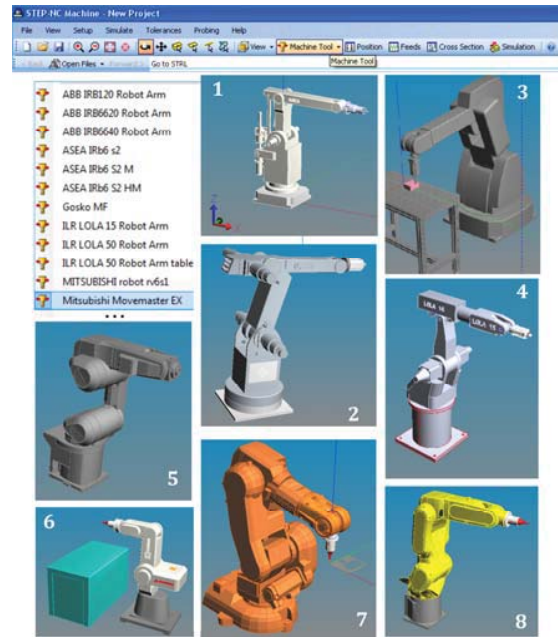 STEP-NC Machine - New Project
File View Setup Simulate Tolerances Probing Help
View Machine Tool Position Feeds Cross Section Simulation
Back Open Files Forward Go to STRL
Machine Tool
ABB IRB120 Robot Arm
ABB IRB6620 Robot Arm
ABB IRB6640 Robot Arm
ASEA IRb6 s2
ASEA IRb6 S2 M
ASEA IRb6 S2 HM
Gosko MF
ILR LOLA 15 Robot Arm
ILR LOLA 50 Robot Arm
ILR LOLA 50 Robot Arm table
MITSUBISHI robot rv6s1
Mitsubishi Movemaster EX
•••
1
Z
X
3
2
4
LOLA 15
LOLA 15
5
6
7
8